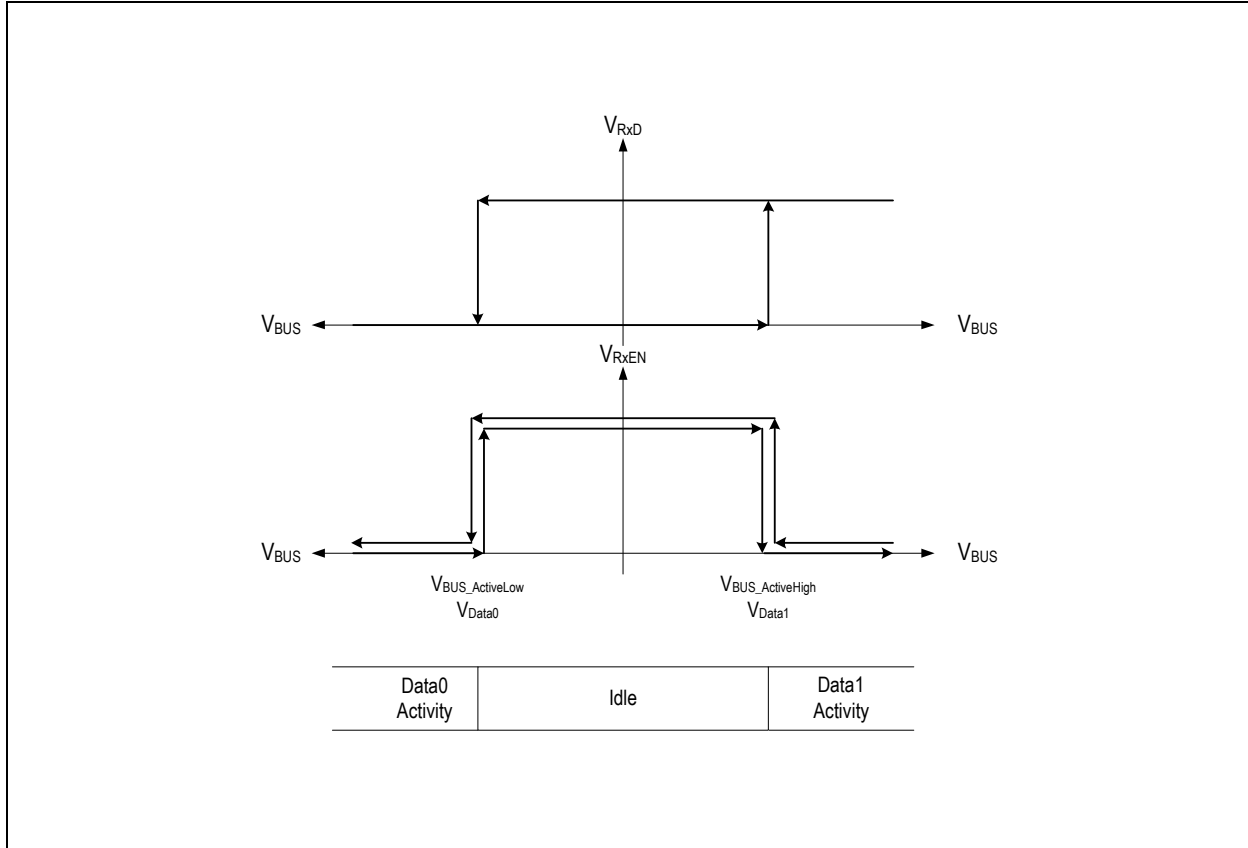 VRxD
VBUS
VBUS
VRxEN
VBUS
VBUS
VBUS_ActiveLow
VData0
VBUS_ActiveHigh
VData1
Data0
Activity
Idle
Data1
Activity